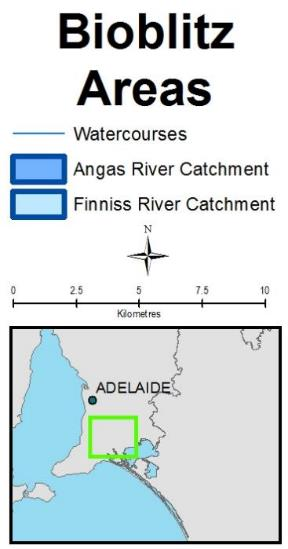 Bioblitz
Areas
Watercourses
Angas River Catchment
Finniss River Catchment
N
0 2.5 5 7.5 10
Kilometres
ADELAIDE